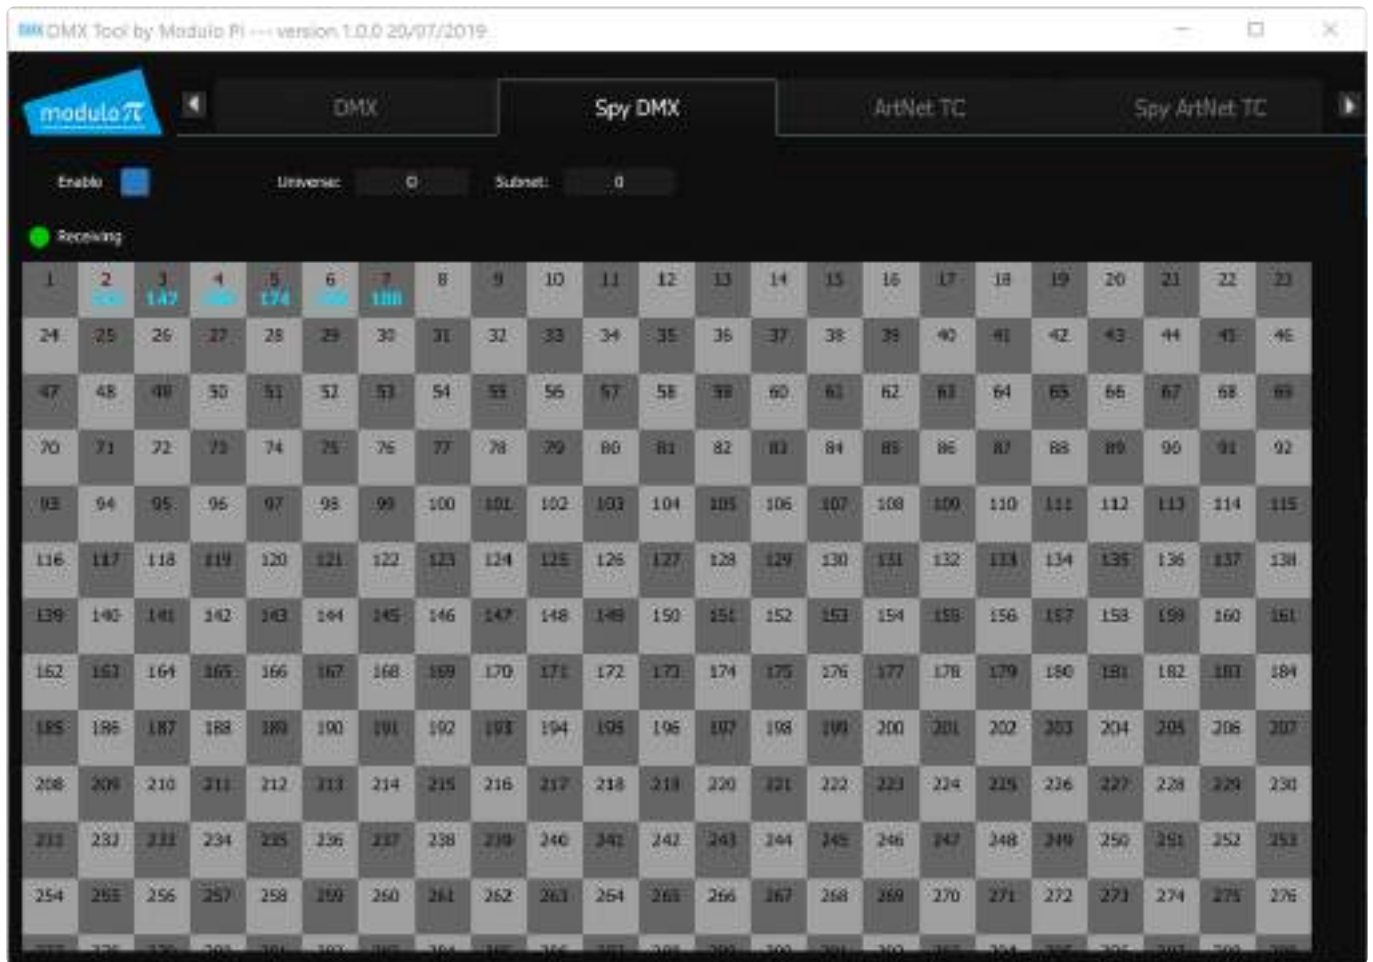 DMX DMX Tool by Modulo Pi --- version 1.0.0 20/07/2019
modulo π DMX Spy DMX ArtNet TC Spy ArtNet TC
Enable Universe: 0 Subnet: 0
Receiving
1 2 3 4 5 6 7 8 9 10 11 12 13 14 15 16 17 18 19 20 21 22 23
147 174 188
24 25 26 27 28 29 30 31 32 33 34 35 36 37 38 39 40 41 42 43 44 45 46
47 48 49 50 51 52 53 54 55 56 57 58 59 60 61 62 63 64 65 66 67 68 69
70 71 72 73 74 75 76 77 78 79 80 81 82 83 84 85 86 87 88 89 90 91 92
93 94 95 96 97 98 99 100 101 102 103 104 105 106 107 108 109 110 111 112 113 114 115
116 117 118 119 120 121 122 123 124 125 126 127 128 129 130 131 132 133 134 135 136 137 138
139 140 141 142 143 144 145 146 147 148 149 150 151 152 153 154 155 156 157 158 159 160 161
162 163 164 165 166 167 168 169 170 171 172 173 174 175 176 177 178 179 180 181 182 183 184
185 186 187 188 189 190 191 192 193 194 195 196 197 198 199 200 201 202 203 204 205 206 207
208 209 210 211 212 213 214 215 216 217 218 219 220 221 222 223 224 225 226 227 228 229 230
231 232 233 234 235 236 237 238 239 240 241 242 243 244 245 246 247 248 249 250 251 252 253
254 255 256 257 258 259 260 261 262 263 264 265 266 267 268 269 270 271 272 273 274 275 276